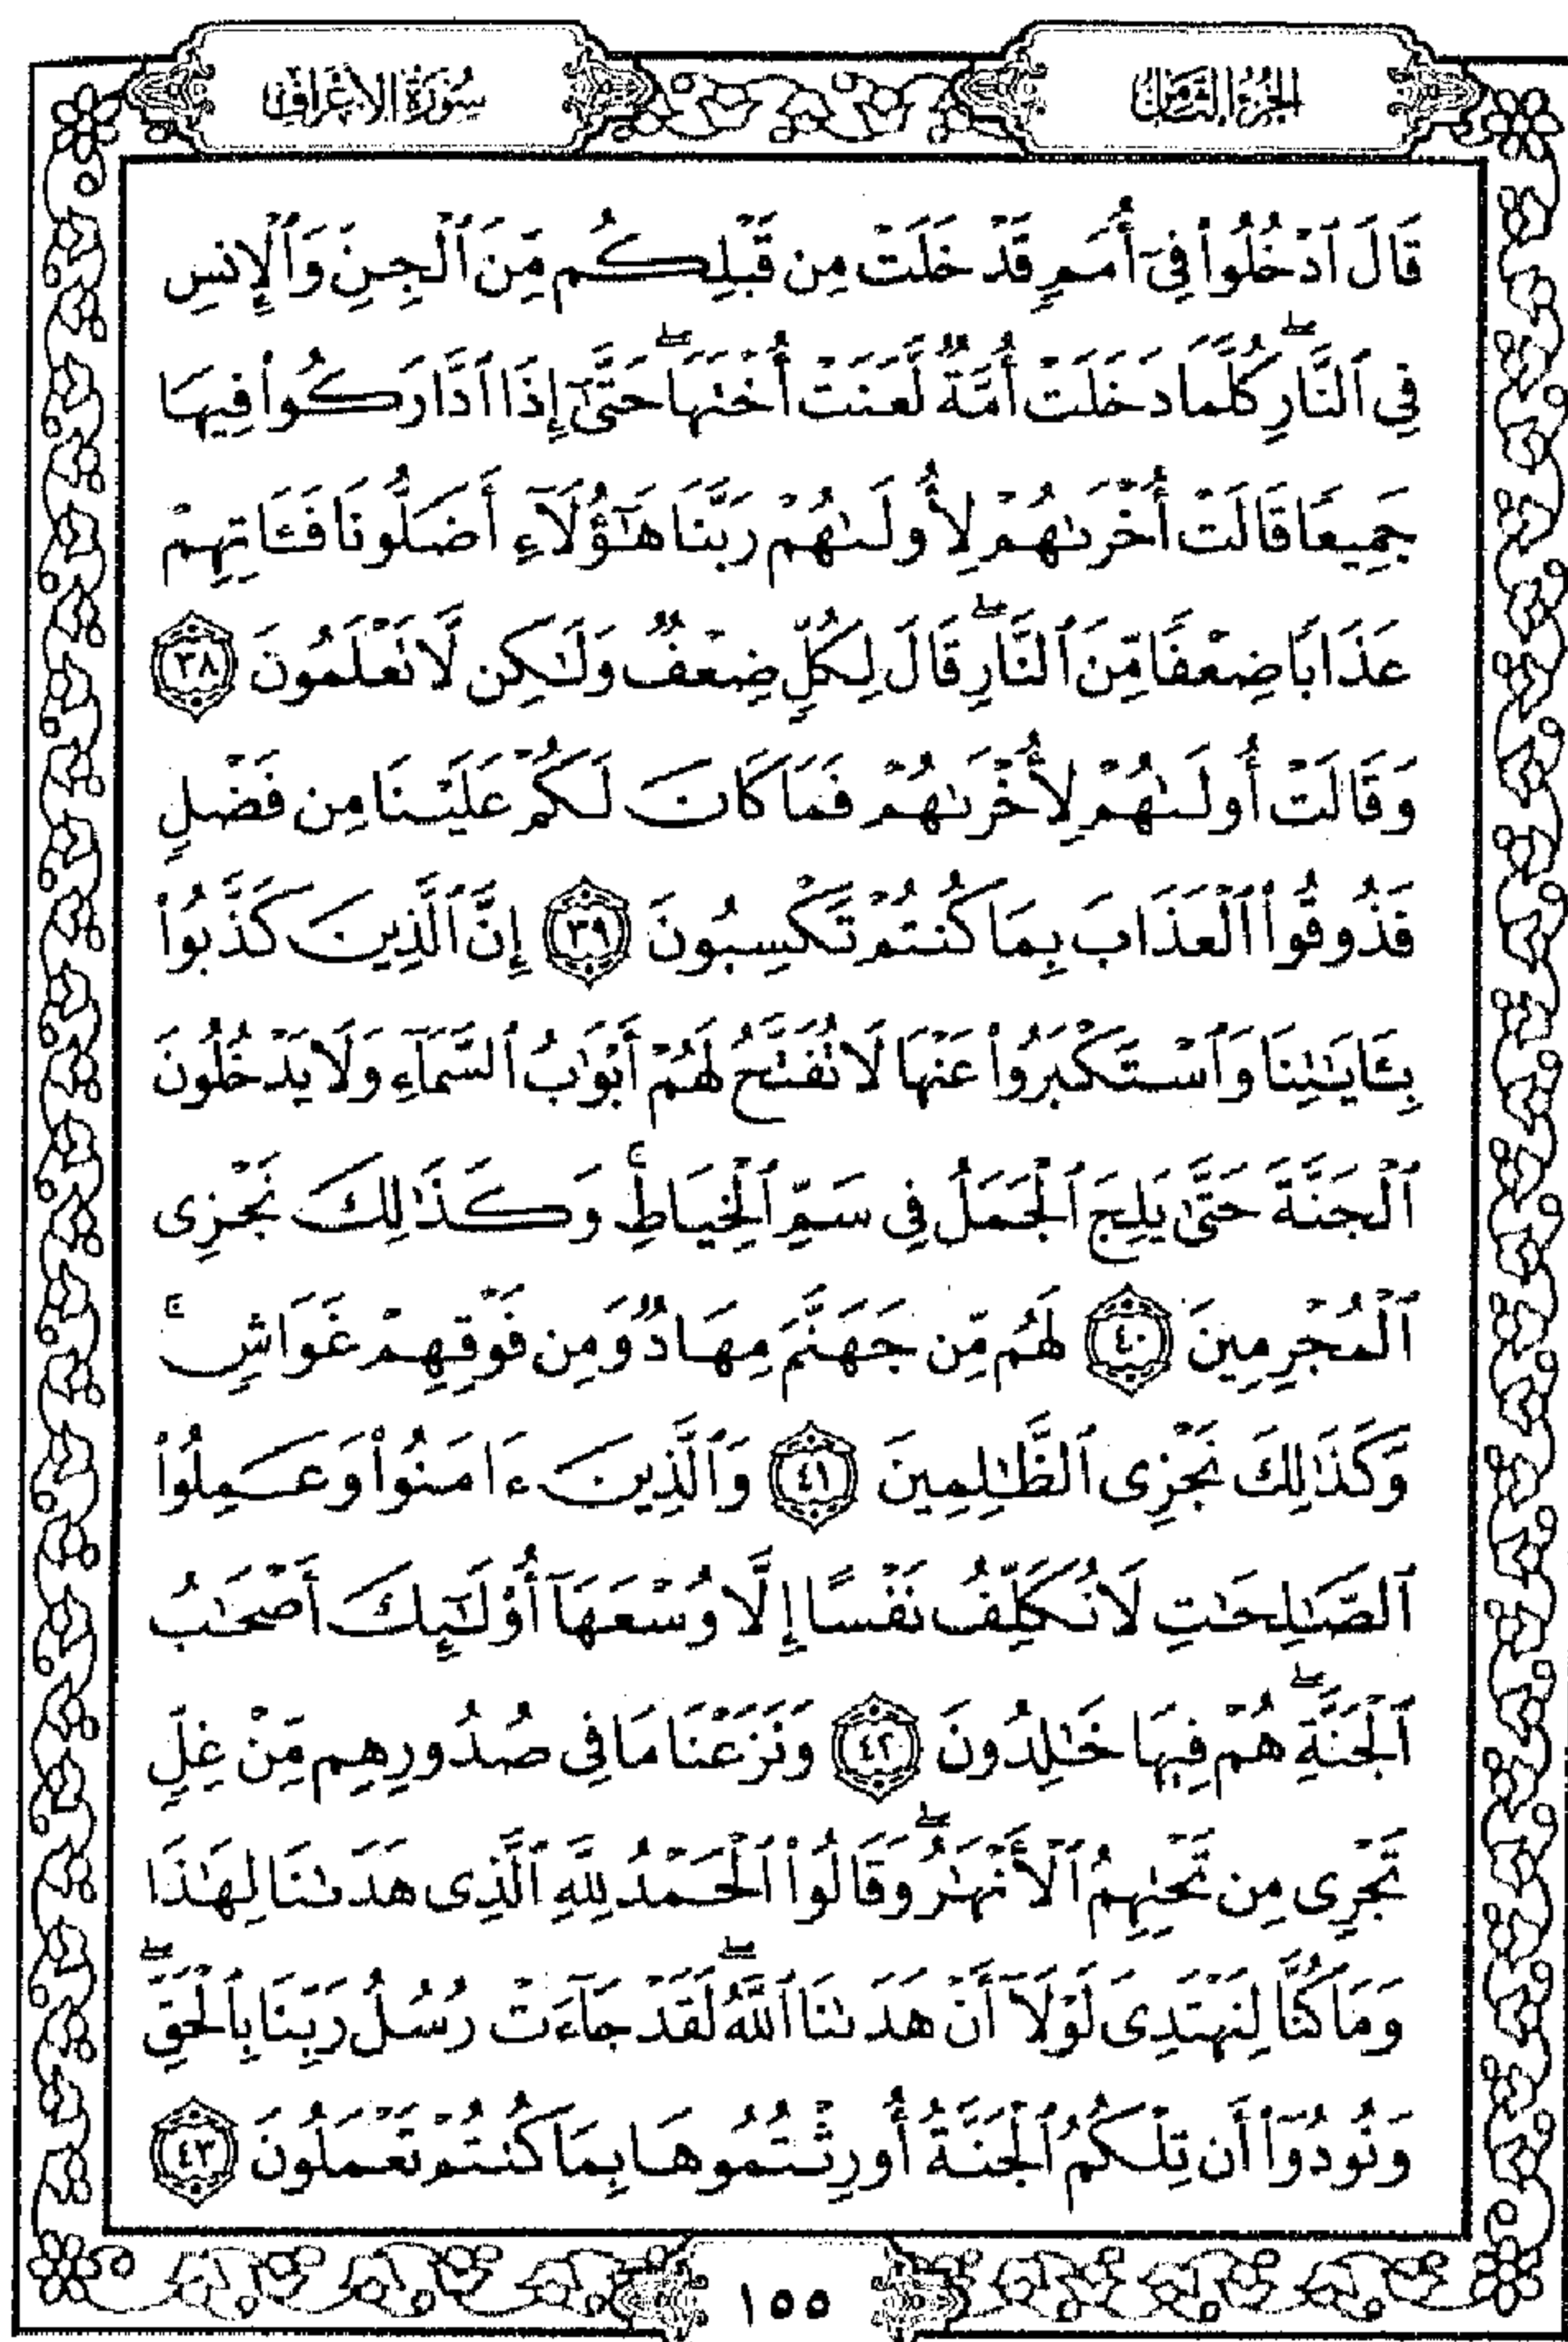 الجزء الثامن
سورة الأعراف
قَالَ ٱدْخُلُوا۟ فِىٓ أُمَمٍ قَدْ خَلَتْ مِن قَبْلِكُم مِّنَ ٱلْجِنِّ وَٱلْإِنسِ
فِى ٱلنَّارِ ۖ كُلَّمَا دَخَلَتْ أُمَّةٌ لَّعَنَتْ أُخْتَهَا ۖ حَتَّىٰٓ إِذَا ٱدَّارَكُوا۟ فِيهَا
جَمِيعًا قَالَتْ أُخْرَىٰهُمْ لِأُولَىٰهُمْ رَبَّنَا هَـٰٓؤُلَآءِ أَضَلُّونَا فَـَٔاتِهِمْ
عَذَابًا ضِعْفًا مِّنَ ٱلنَّارِ ۖ قَالَ لِكُلٍّ ضِعْفٌ وَلَـٰكِن لَّا تَعْلَمُونَ ٣٨
وَقَالَتْ أُولَىٰهُمْ لِأُخْرَىٰهُمْ فَمَا كَانَ لَكُمْ عَلَيْنَا مِن فَضْلٍ
فَذُوقُوا۟ ٱلْعَذَابَ بِمَا كُنتُمْ تَكْسِبُونَ ٣٩ إِنَّ ٱلَّذِينَ كَذَّبُوا۟
بِـَٔايَـٰتِنَا وَٱسْتَكْبَرُوا۟ عَنْهَا لَا تُفَتَّحُ لَهُمْ أَبْوَٰبُ ٱلسَّمَآءِ وَلَا يَدْخُلُونَ
ٱلْجَنَّةَ حَتَّىٰ يَلِجَ ٱلْجَمَلُ فِى سَمِّ ٱلْخِيَاطِ ۚ وَكَذَٰلِكَ نَجْزِى
ٱلْمُجْرِمِينَ ٤٠ لَهُم مِّن جَهَنَّمَ مِهَادٌ وَمِن فَوْقِهِمْ غَوَاشٍ ۚ
وَكَذَٰلِكَ نَجْزِى ٱلظَّـٰلِمِينَ ٤١ وَٱلَّذِينَ ءَامَنُوا۟ وَعَمِلُوا۟
ٱلصَّـٰلِحَـٰتِ لَا نُكَلِّفُ نَفْسًا إِلَّا وُسْعَهَآ أُو۟لَـٰٓئِكَ أَصْحَـٰبُ
ٱلْجَنَّةِ ۖ هُمْ فِيهَا خَـٰلِدُونَ ٤٢ وَنَزَعْنَا مَا فِى صُدُورِهِم مِّنْ غِلٍّ
تَجْرِى مِن تَحْتِهِمُ ٱلْأَنْهَـٰرُ ۖ وَقَالُوا۟ ٱلْحَمْدُ لِلَّهِ ٱلَّذِى هَدَىٰنَا لِهَـٰذَا
وَمَا كُنَّا لِنَهْتَدِىَ لَوْلَآ أَنْ هَدَىٰنَا ٱللَّهُ ۖ لَقَدْ جَآءَتْ رُسُلُ رَبِّنَا بِٱلْحَقِّ ۖ
وَنُودُوٓا۟ أَن تِلْكُمُ ٱلْجَنَّةُ أُورِثْتُمُوهَا بِمَا كُنتُمْ تَعْمَلُونَ ٤٣
١٥٥